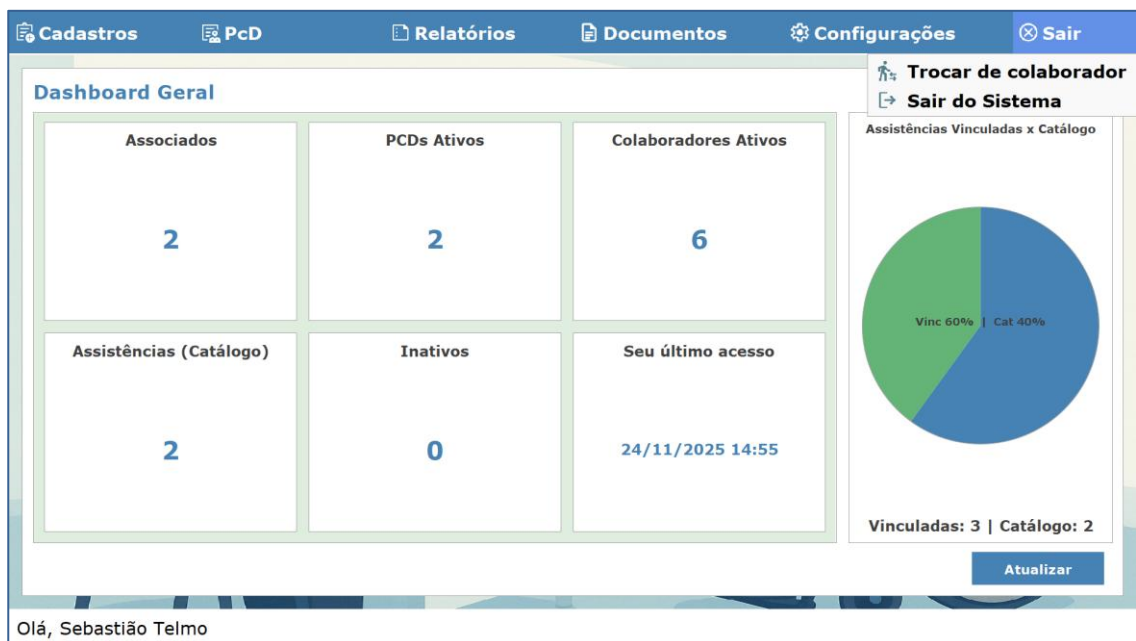 Cadastros PcD Relatórios Documentos Configurações Sair
Trocar de colaborador
Sair do Sistema
Dashboard Geral
Associados
2
PCDs Ativos
2
Colaboradores Ativos
6
Assistências (Catálogo)
2
Inativos
0
Seu último acesso
24/11/2025 14:55
Assistências Vinculadas x Catálogo
Vinc 60% | Cat 40%
Vinculadas: 3 | Catálogo: 2
Atualizar
Olá, Sebastião Telmo